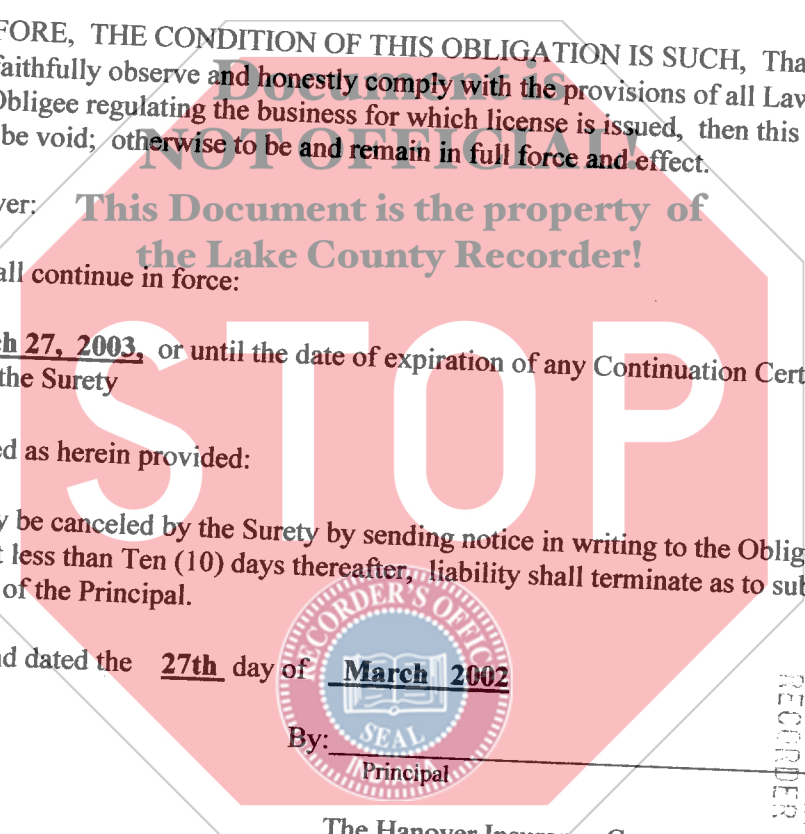 FORE, THE CONDITION OF THIS OBLIGATION IS SUCH, Tha
faithfully observe and honestly comply with the provisions of all Law
Obligee regulating the business for which license is issued, then this
be void; otherwise to be and remain in full force and effect.
Document is
NOT OFFICIAL!
This Document is the property of
the Lake County Recorder!
ver:
all continue in force:
STOP
ch 27, 2003, or until the date of expiration of any Continuation Cert
the Surety
ed as herein provided:
y be canceled by the Surety by sending notice in writing to the Oblig
t less than Ten (10) days thereafter, liability shall terminate as to sub
of the Principal.
nd dated the 27th day of March 2002
RECORDER'S OFFICE
SEAL
INDIANA
By:
Principal
RECORDER
The Hanover Insurance C